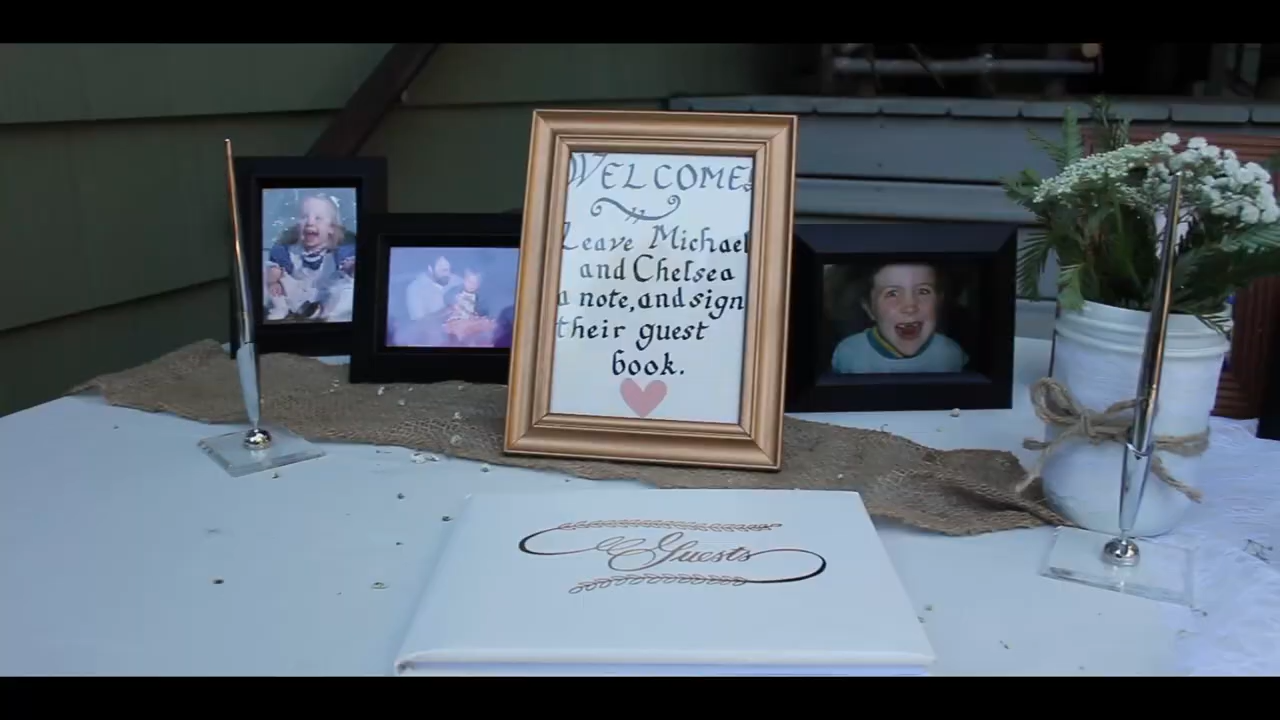 WELCOME!
Leave Michael
and Chelsea
a note, and sign
their guest
book.
Guests